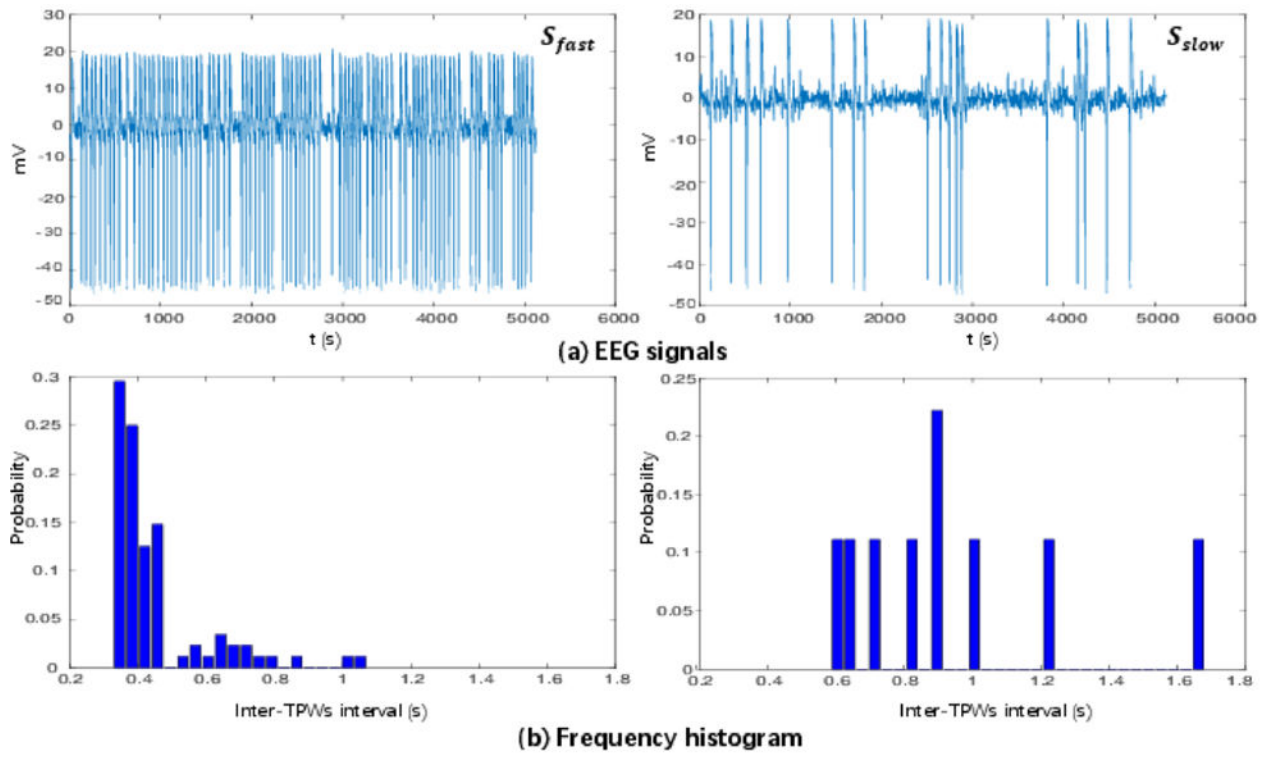 30
20
10
0
-10
-20
-30
-40
-50
mV
S_fast
0 1000 2000 3000 4000 5000 6000
t (s)
20
10
0
-10
-20
-30
-40
-50
mV
S_slow
0 1000 2000 3000 4000 5000 6000
t (s)
(a) EEG signals
0.3
0.25
0.2
0.15
0.1
0.05
0
Probability
0.2 0.4 0.6 0.8 1 1.2 1.4 1.6 1.8
Inter-TPWs interval (s)
0.25
0.2
0.15
0.1
0.05
0
Probability
0.2 0.4 0.6 0.8 1 1.2 1.4 1.6 1.8
Inter-TPWs interval (s)
(b) Frequency histogram